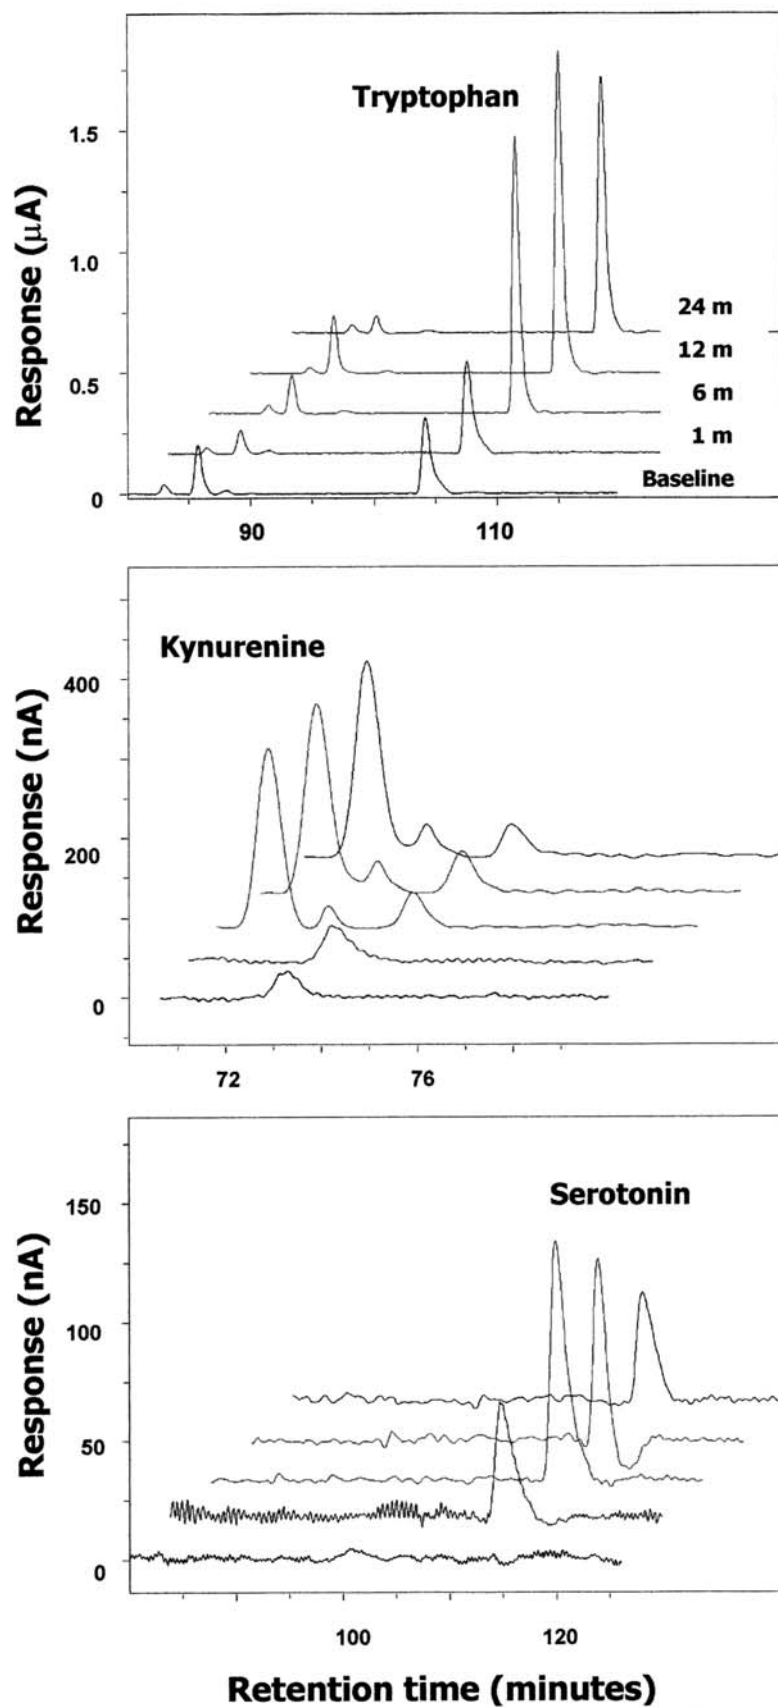 Tryptophan
Response (μA)
1.5
1.0
0.5
0
24 m
12 m
6 m
1 m
Baseline
90
110
Kynurenine
Response (nA)
400
200
0
72
76
Serotonin
Response (nA)
150
100
50
0
100
120
Retention time (minutes)